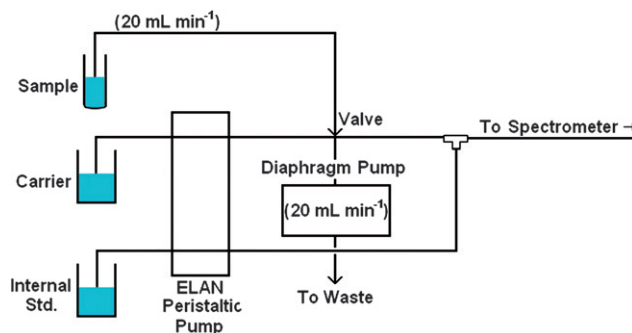 (20 mL min⁻¹)
Sample
Valve
To Spectrometer →
Carrier
Diaphragm Pump
(20 mL min⁻¹)
Internal
Std.
ELAN
Peristaltic
Pump
To Waste